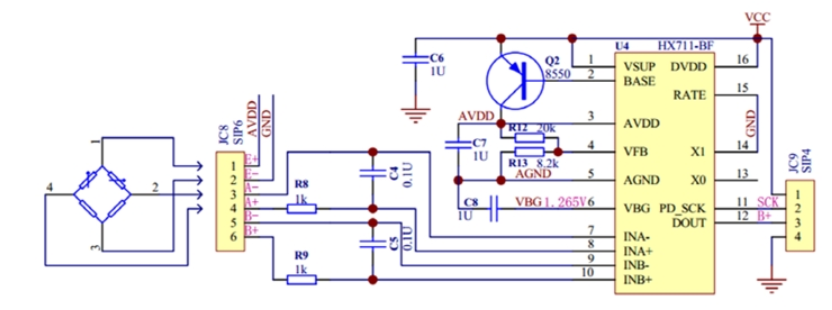 VCC
U4
HX711-BF
C6
1U
Q2
8550
1
VSUP
DVDD
16
2
BASE
RATE
15
AVDD
3
AVDD
R12
20k
C7
1U
R13
8.2k
4
VFB
X1
14
GND
AGND
5
AGND
X0
13
C8
1U
VBG
1.265V
6
VBG
PD_SCK
11
SCK
DOUT
12
B+
7
INA-
8
INA+
9
INB-
10
INB+
JC9
SIP4
1
2
3
4
JC8
SIP6
AVDD
GND
1
E+
2
E-
3
A-
4
A+
5
B-
6
B+
R8
1k
C4
0.1U
C5
0.1U
R9
1k
1
4
2
3